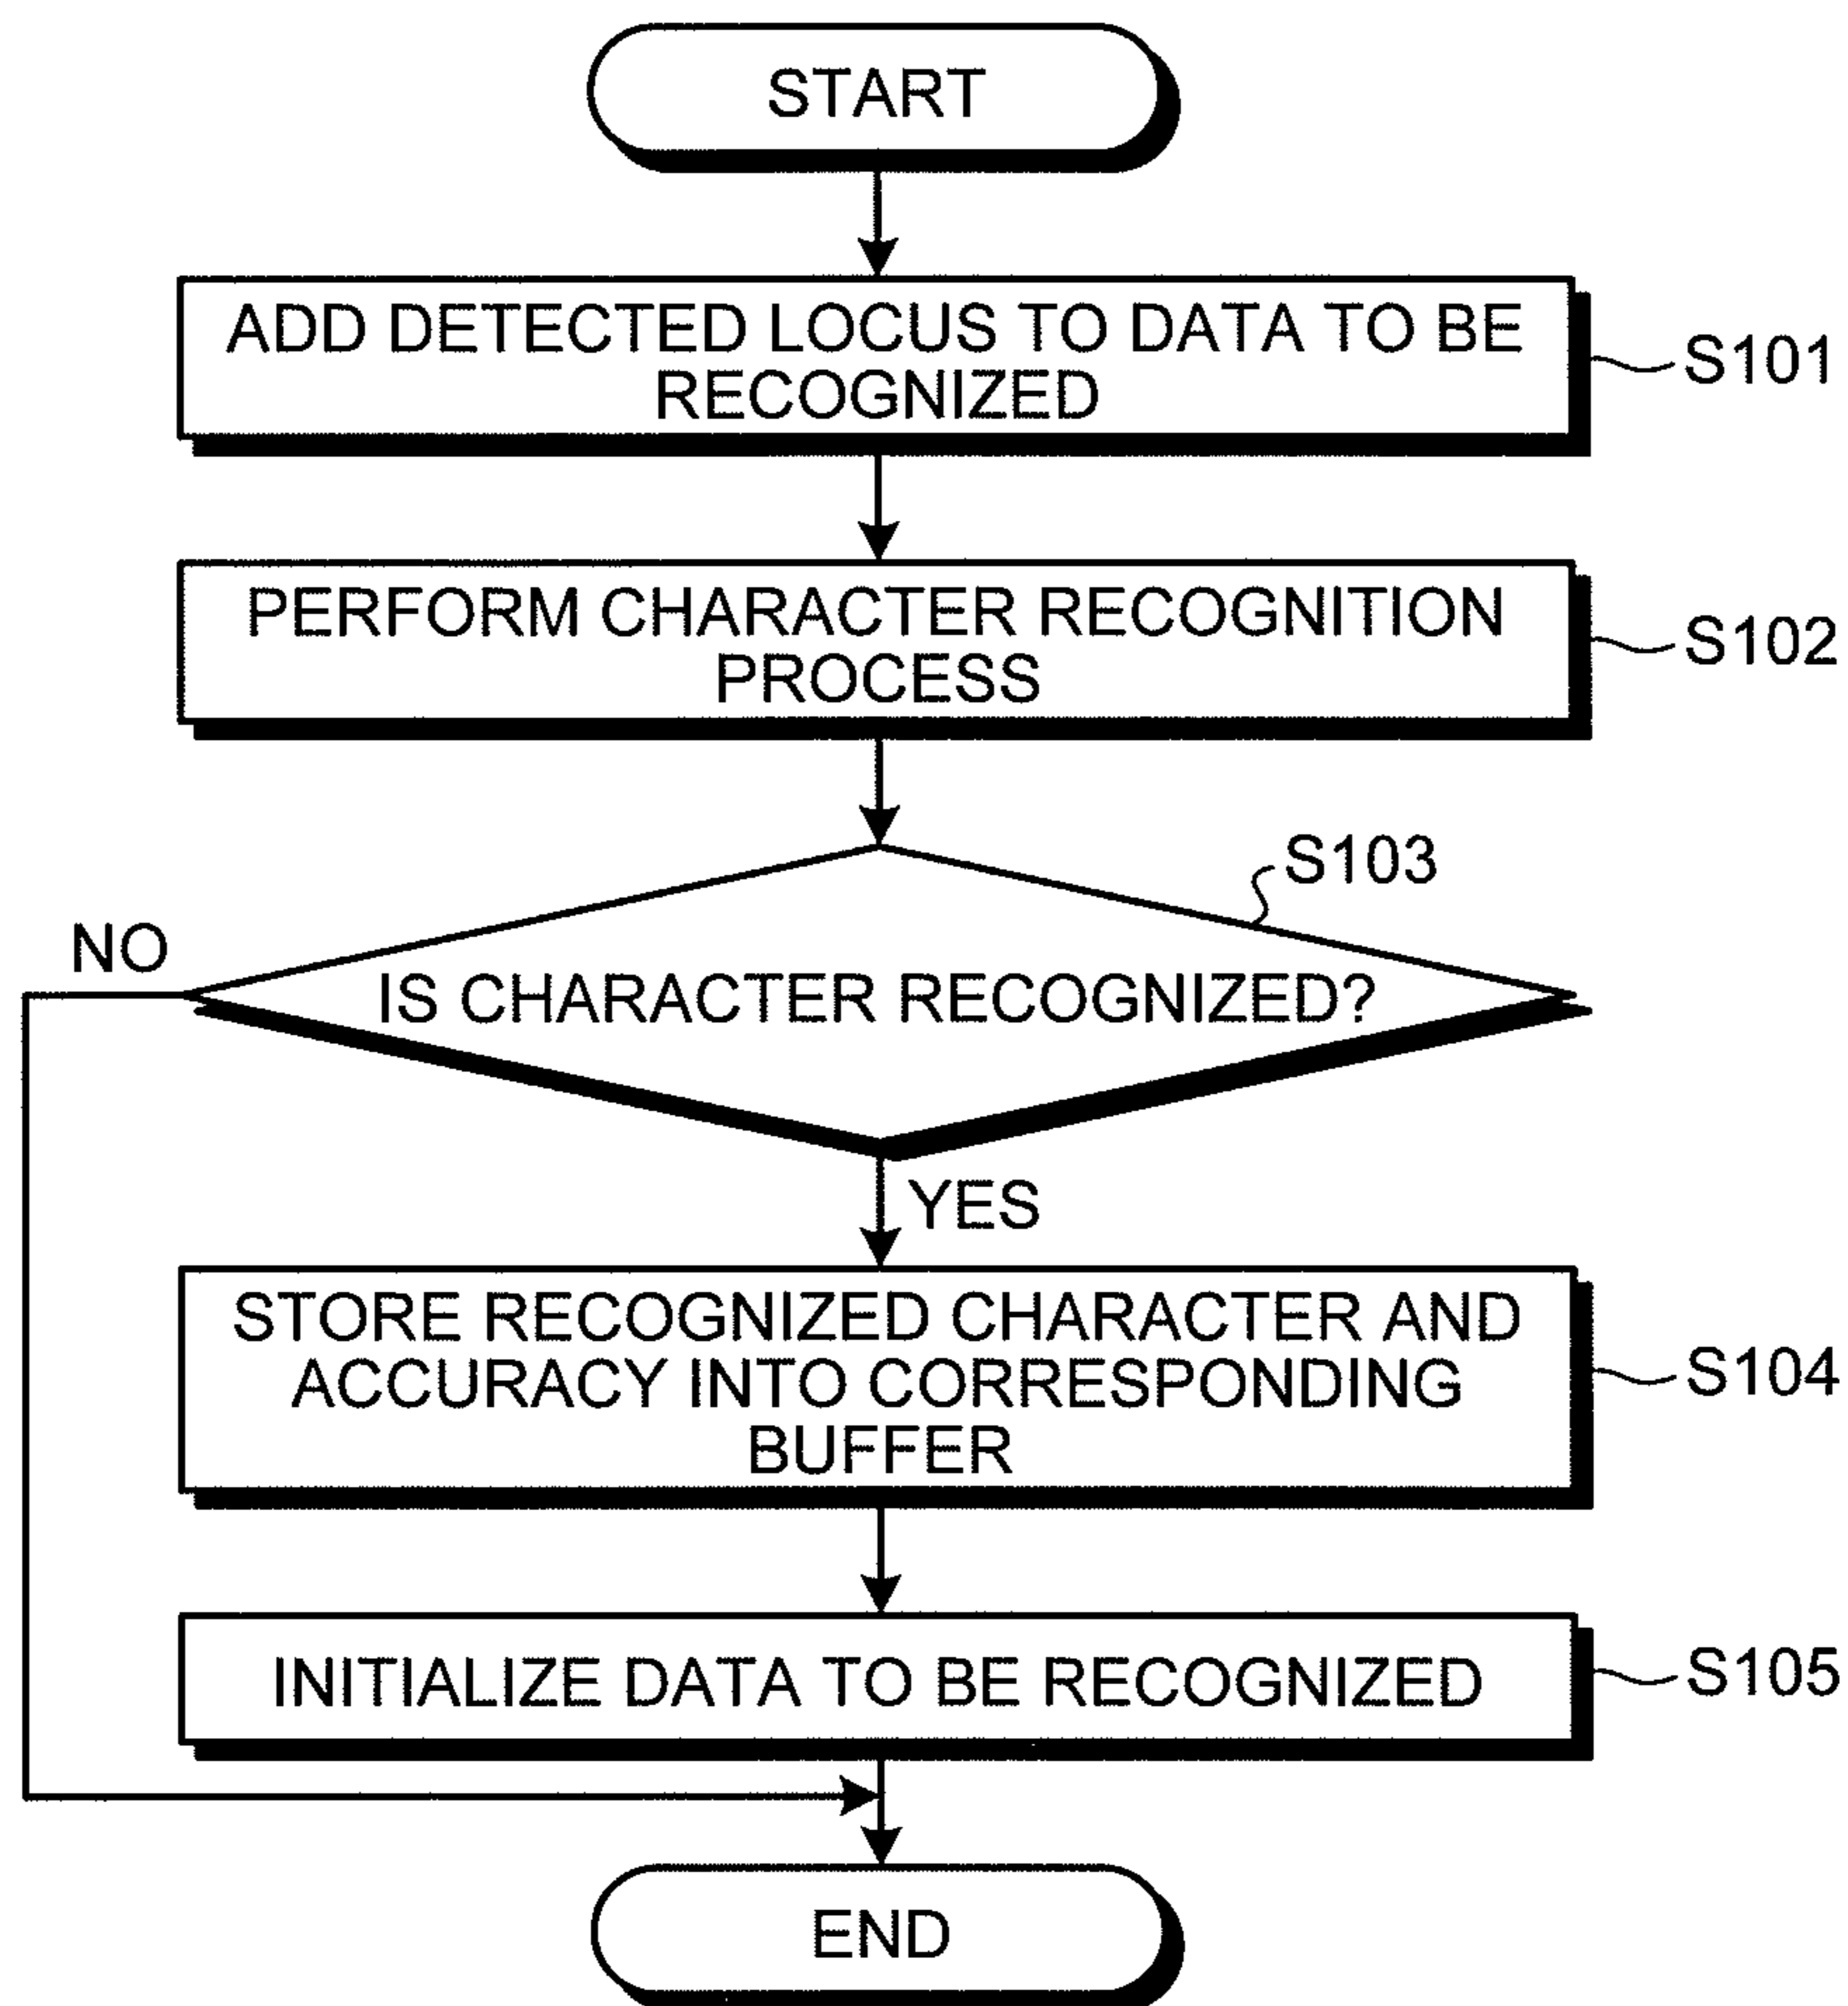 START
ADD DETECTED LOCUS TO DATA TO BE
RECOGNIZED
S101
PERFORM CHARACTER RECOGNITION
PROCESS
S102
S103
NO
IS CHARACTER RECOGNIZED?
YES
STORE RECOGNIZED CHARACTER AND
ACCURACY INTO CORRESPONDING
BUFFER
S104
INITIALIZE DATA TO BE RECOGNIZED
S105
END